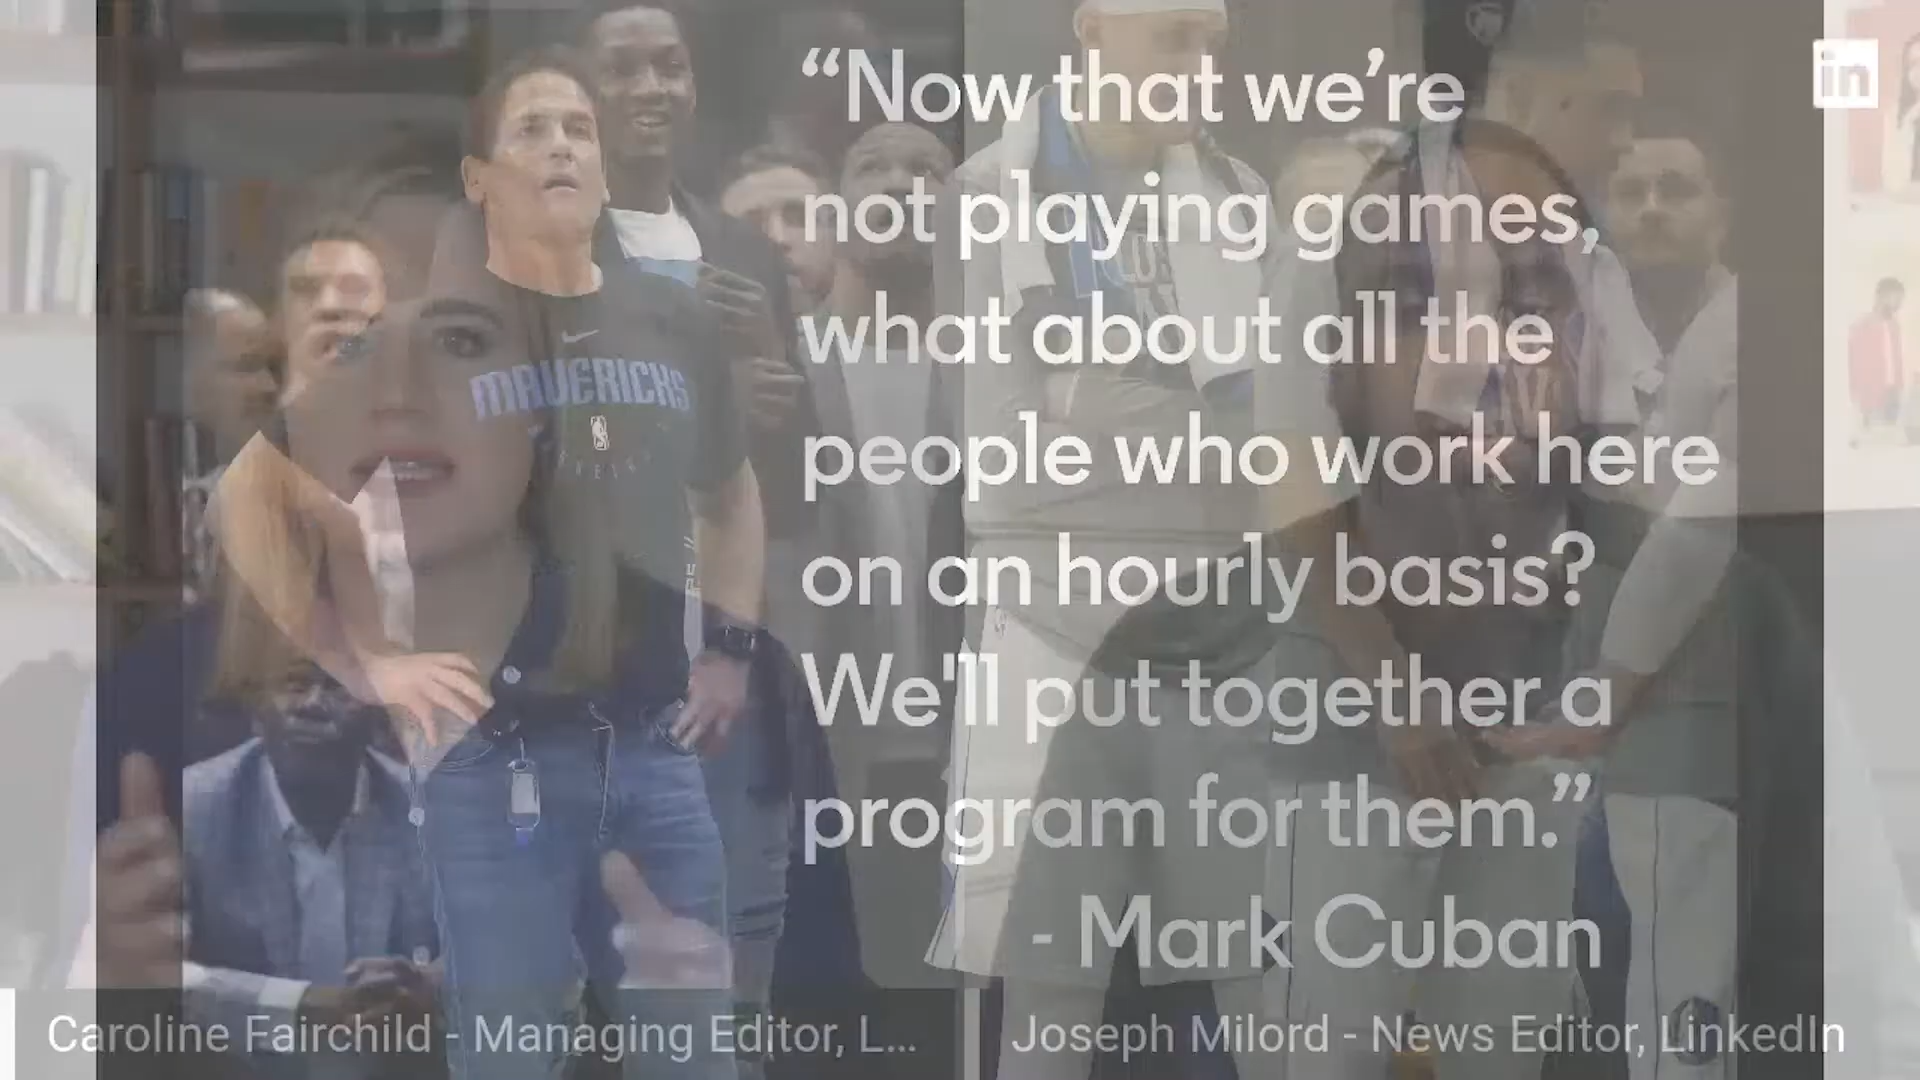 “Now that we’re
not playing games,
what about all the
people who work here
on an hourly basis?
We'll put together a
program for them.”
- Mark Cuban
in
MAVERICKS
Caroline Fairchild - Managing Editor, L...
Joseph Milord - News Editor, LinkedIn